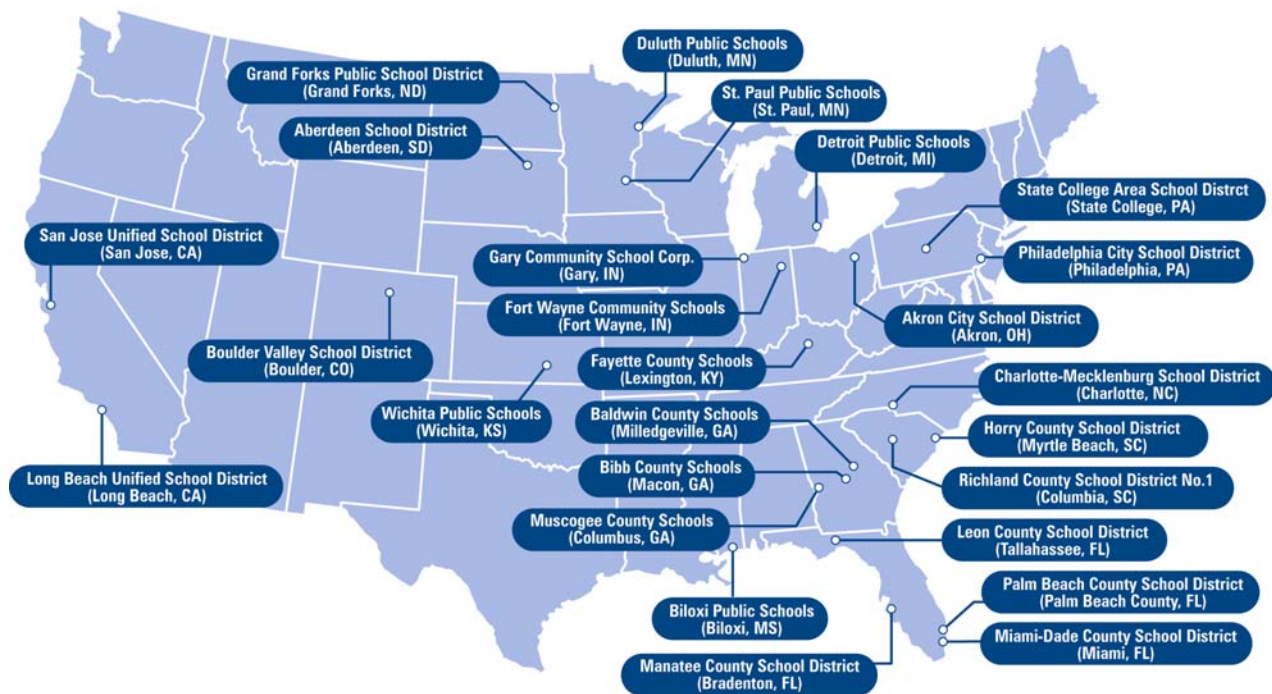 Duluth Public Schools
(Duluth, MN)
Grand Forks Public School District
(Grand Forks, ND)
St. Paul Public Schools
(St. Paul, MN)
Aberdeen School District
(Aberdeen, SD)
Detroit Public Schools
(Detroit, MI)
State College Area School Distrct
(State College, PA)
San Jose Unified School District
(San Jose, CA)
Gary Community School Corp.
(Gary, IN)
Philadelphia City School District
(Philadelphia, PA)
Fort Wayne Community Schools
(Fort Wayne, IN)
Akron City School District
(Akron, OH)
Boulder Valley School District
(Boulder, CO)
Fayette County Schools
(Lexington, KY)
Charlotte-Mecklenburg School District
(Charlotte, NC)
Wichita Public Schools
(Wichita, KS)
Baldwin County Schools
(Milledgeville, GA)
Horry County School District
(Myrtle Beach, SC)
Long Beach Unified School District
(Long Beach, CA)
Bibb County Schools
(Macon, GA)
Richland County School District No.1
(Columbia, SC)
Muscogee County Schools
(Columbus, GA)
Leon County School District
(Tallahassee, FL)
Biloxi Public Schools
(Biloxi, MS)
Palm Beach County School District
(Palm Beach County, FL)
Miami-Dade County School District
(Miami, FL)
Manatee County School District
(Bradenton, FL)